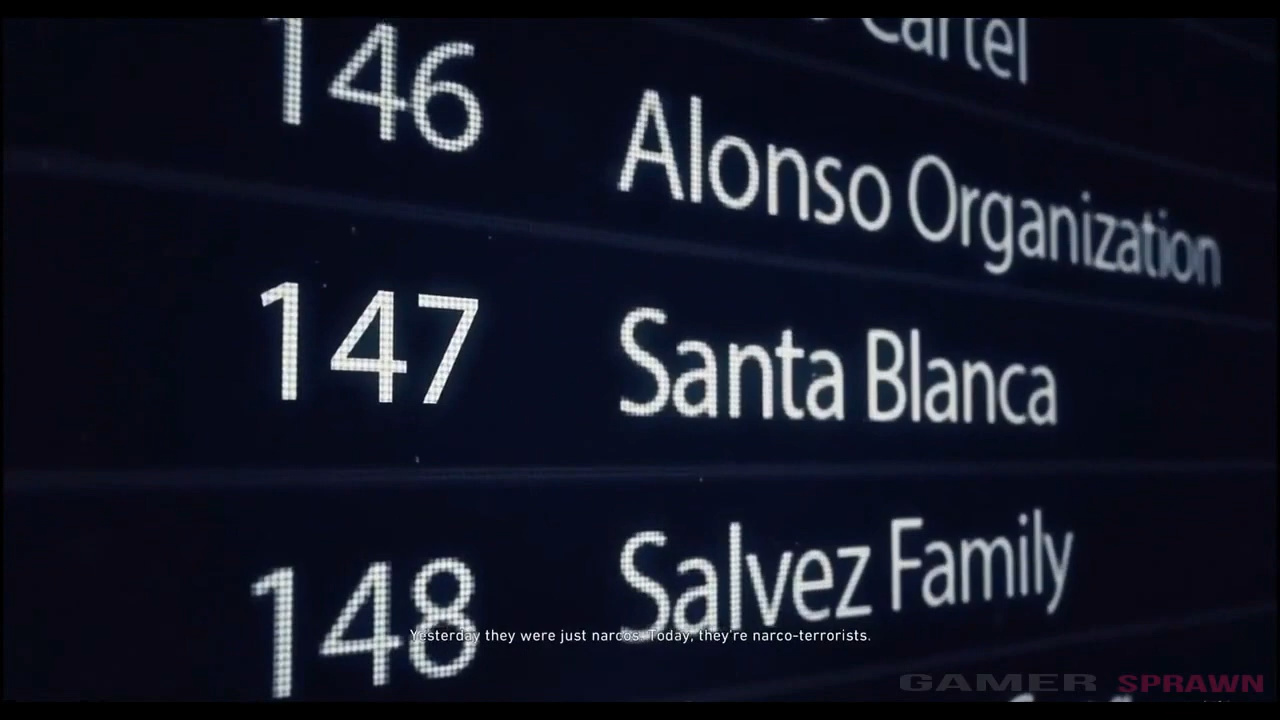 Cartel
146 Alonso Organization
147 Santa Blanca
148 Salvez Family
Yesterday they were just narcos. Today, they're narco-terrorists.
GAMER SPRAWN